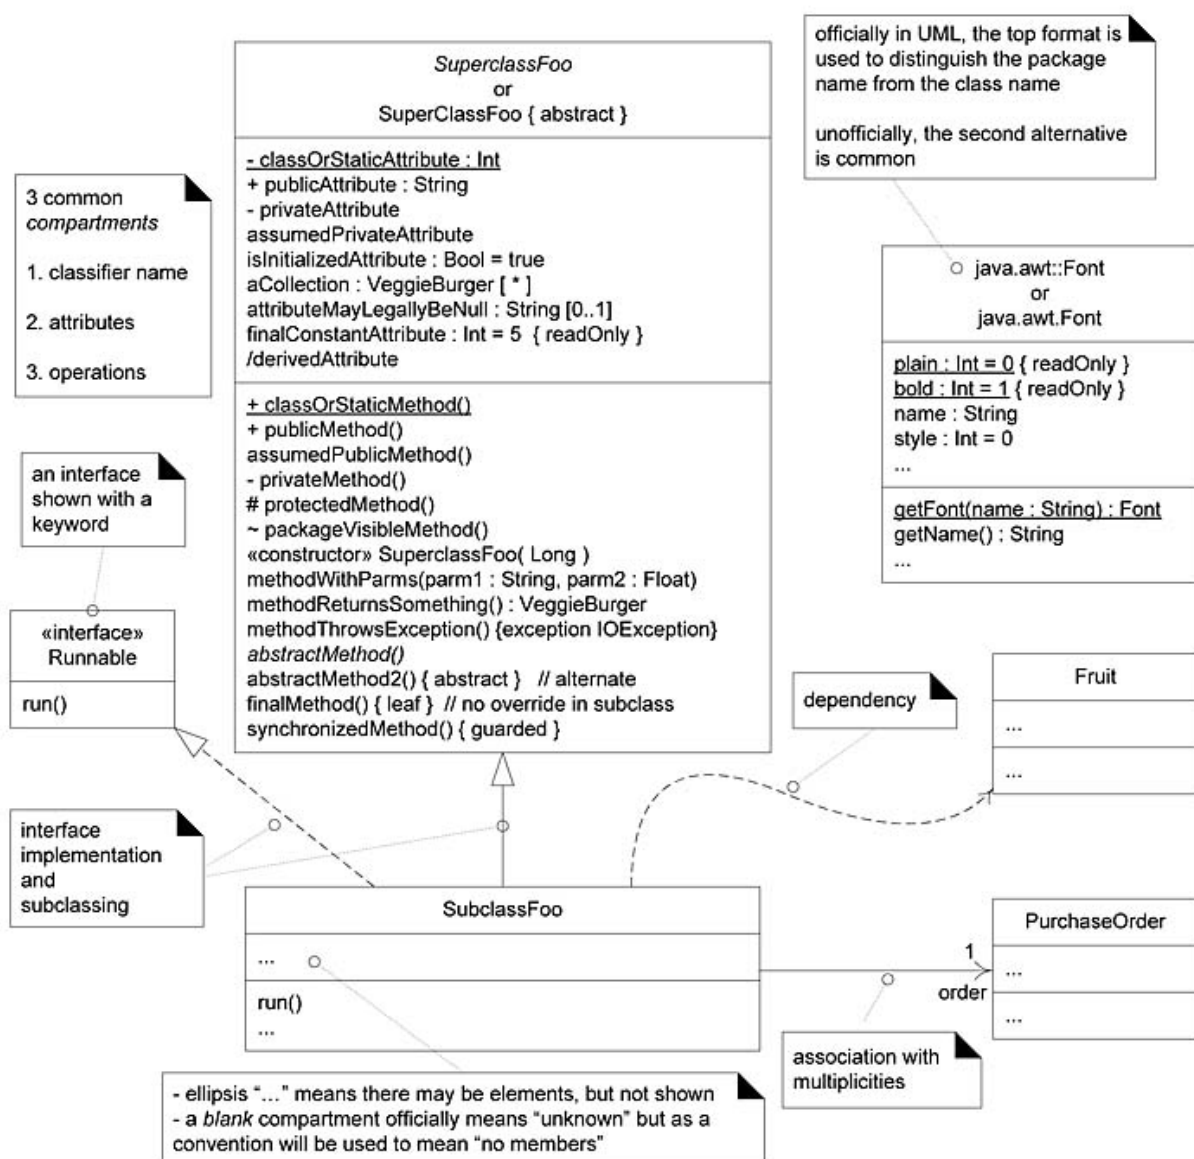 SuperclassFoo
or
SuperClassFoo { abstract }
- classOrStaticAttribute : Int
+ publicAttribute : String
- privateAttribute
assumedPrivateAttribute
isInitializedAttribute : Bool = true
aCollection : VeggieBurger [ * ]
attributeMayLegallyBeNull : String [0..1]
finalConstantAttribute : Int = 5 { readOnly }
/derivedAttribute
+ classOrStaticMethod()
+ publicMethod()
assumedPublicMethod()
- privateMethod()
# protectedMethod()
~ packageVisibleMethod()
«constructor» SuperclassFoo( Long )
methodWithParms(parm1 : String, parm2 : Float)
methodReturnsSomething() : VeggieBurger
methodThrowsException() {exception IOException}
abstractMethod()
abstractMethod2() { abstract } // alternate
finalMethod() { leaf } // no override in subclass
synchronizedMethod() { guarded }
officially in UML, the top format is
used to distinguish the package
name from the class name
unofficially, the second alternative
is common
3 common
compartments
1. classifier name
2. attributes
3. operations
java.awt::Font
or
java.awt.Font
plain : Int = 0 { readOnly }
bold : Int = 1 { readOnly }
name : String
style : Int = 0
...
getFont(name : String) : Font
getName() : String
...
an interface
shown with a
keyword
«interface»
Runnable
run()
dependency
Fruit
...
...
interface
implementation
and
subclassing
SubclassFoo
...
run()
...
1
order
PurchaseOrder
...
...
association with
multiplicities
- ellipsis “…” means there may be elements, but not shown
- a blank compartment officially means “unknown” but as a
convention will be used to mean “no members”